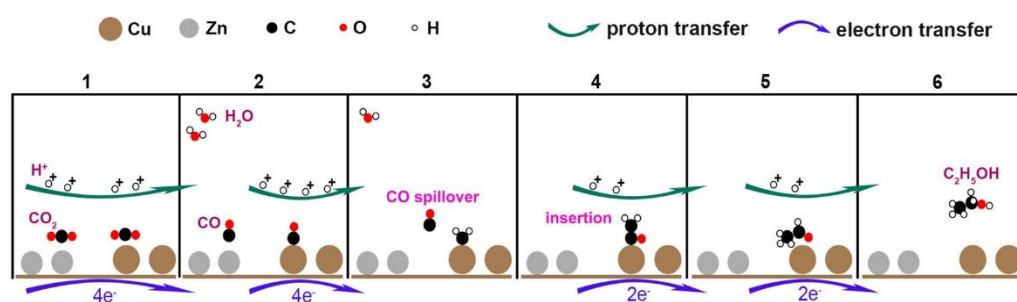 Cu Zn C O H proton transfer electron transfer
1 2 3 4 5 6
H₂O
H⁺ + + + + + + + + + + + +
CO spillover C₂H₅OH
CO₂ CO insertion
4e⁻ 4e⁻ 2e⁻ 2e⁻